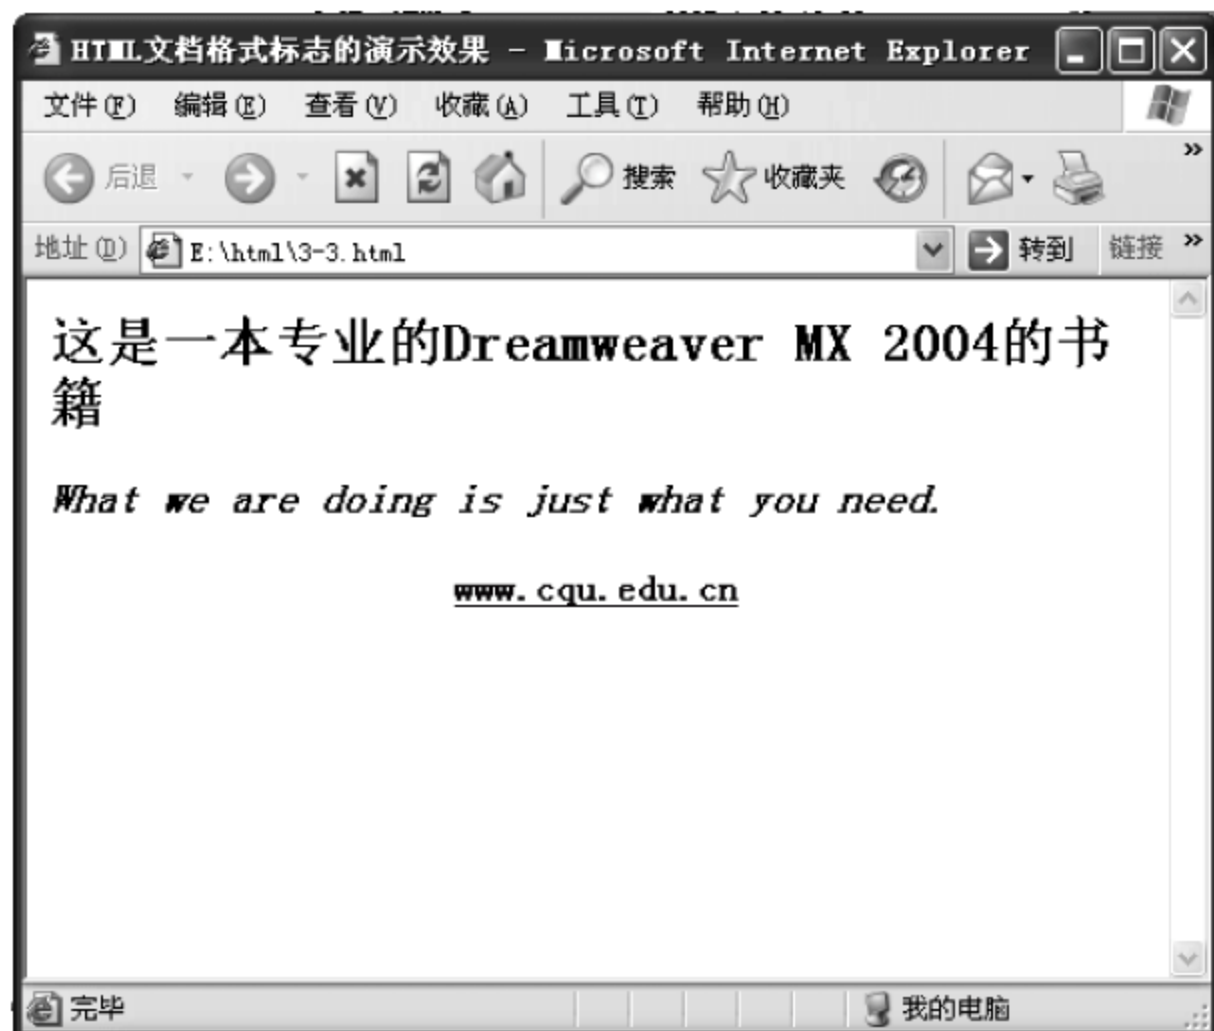 HTML文档格式标志的演示效果 - Microsoft Internet Explorer
文件(F) 编辑(E) 查看(V) 收藏(A) 工具(T) 帮助(H)
后退 搜索 收藏夹 »
地址(D) E:\html\3-3.html 转到 链接 »
这是一本专业的Dreamweaver MX 2004的书
籍
What we are doing is just what you need.
www.cqu.edu.cn
完毕 我的电脑